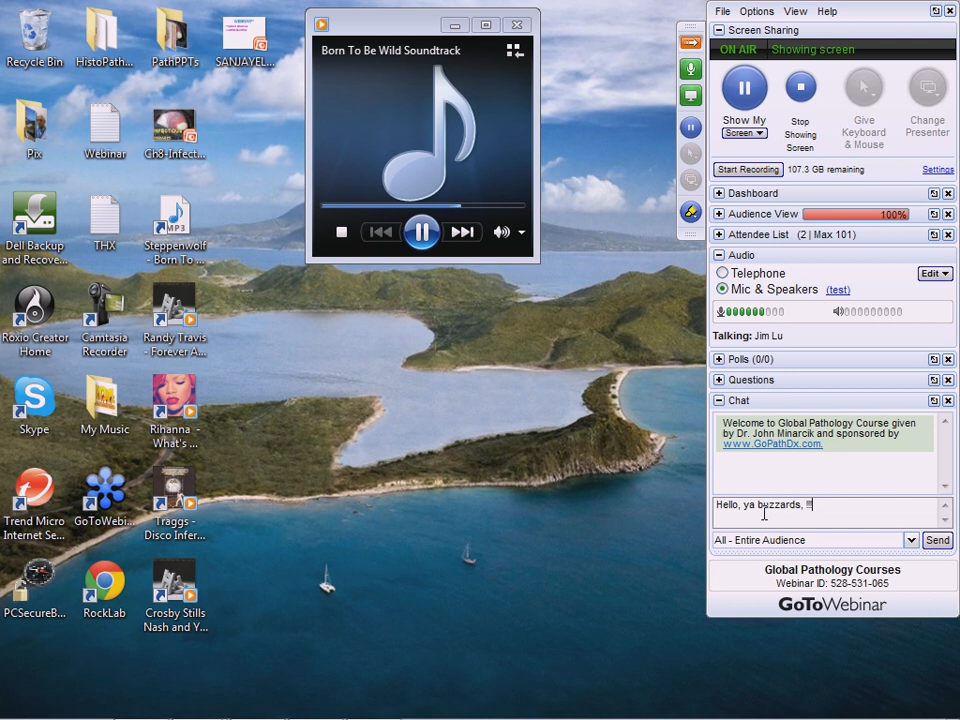 Recycle Bin
HistoPath...
PathPPTs
SANJAYEL...
Pix
Webinar
Ch8-Infect...
Dell Backup
and Recove...
THX
MP3
Steppenwolf
- Born To ...
Roxio Creator
Home
Camtasia
Recorder
Randy Travis
- Forever A...
Skype
My Music
Rihanna -
What's ...
Trend Micro
Internet Se...
GoToWebi...
Traggs -
Disco Infer...
PCSecureB...
RockLab
Crosby Stills
Nash and Y...
Born To Be Wild Soundtrack
File Options View Help
Screen Sharing
ON AIR Showing screen
Show My
Screen
Stop
Showing
Screen
Give
Keyboard
& Mouse
Change
Presenter
Start Recording 107.3 GB remaining Settings
Dashboard
Audience View 100%
Attendee List (2 | Max 101)
Audio
Telephone Edit
Mic & Speakers (test)
Talking: Jim Lu
Polls (0/0)
Questions
Chat
Welcome to Global Pathology Course given
by Dr. John Minarcik and sponsored by
www.GoPathDx.com.
Hello, ya buzzards, !!!
All - Entire Audience Send
Global Pathology Courses
Webinar ID: 528-531-065
GoToWebinar